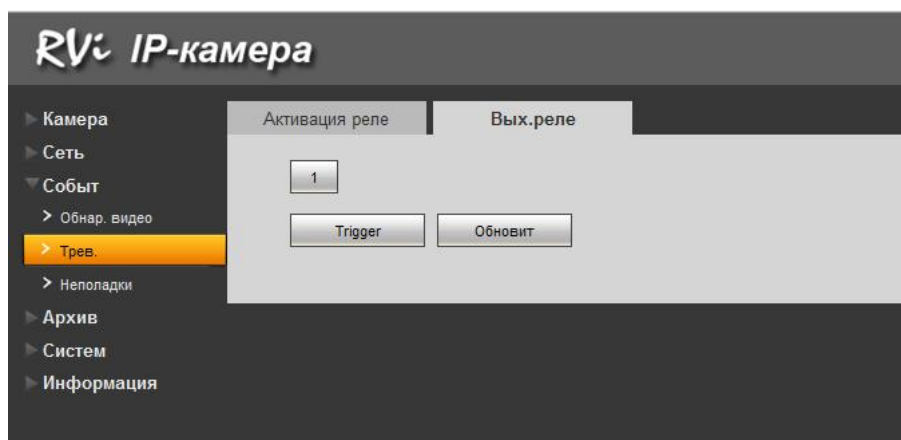 RVi IP-камера
Камера
Сеть
Событ
Обнар. видео
Трев.
Неполадки
Архив
Систем
Информация
Активация реле
Вых.реле
1
Trigger
Обновит